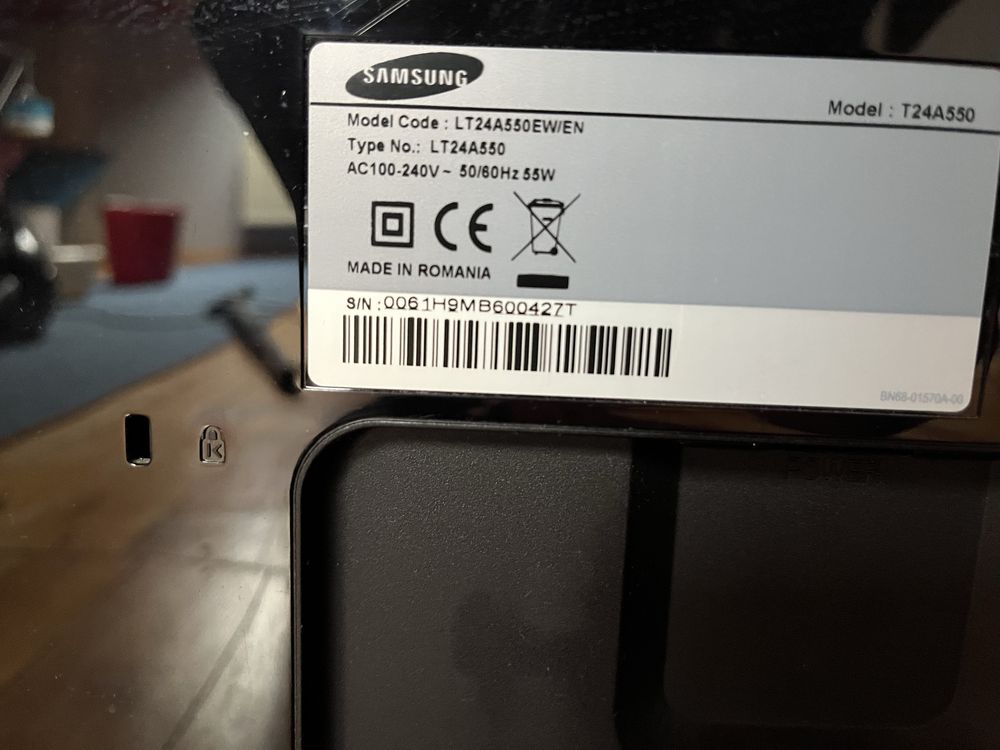 SAMSUNG
Model : T24A550
Model Code : LT24A550EW/EN
Type No.: LT24A550
AC100-240V~ 50/60Hz 55W
CE
MADE IN ROMANIA
S/N : 0061H9MB600427T
BN68-01570A-00
K
POWER